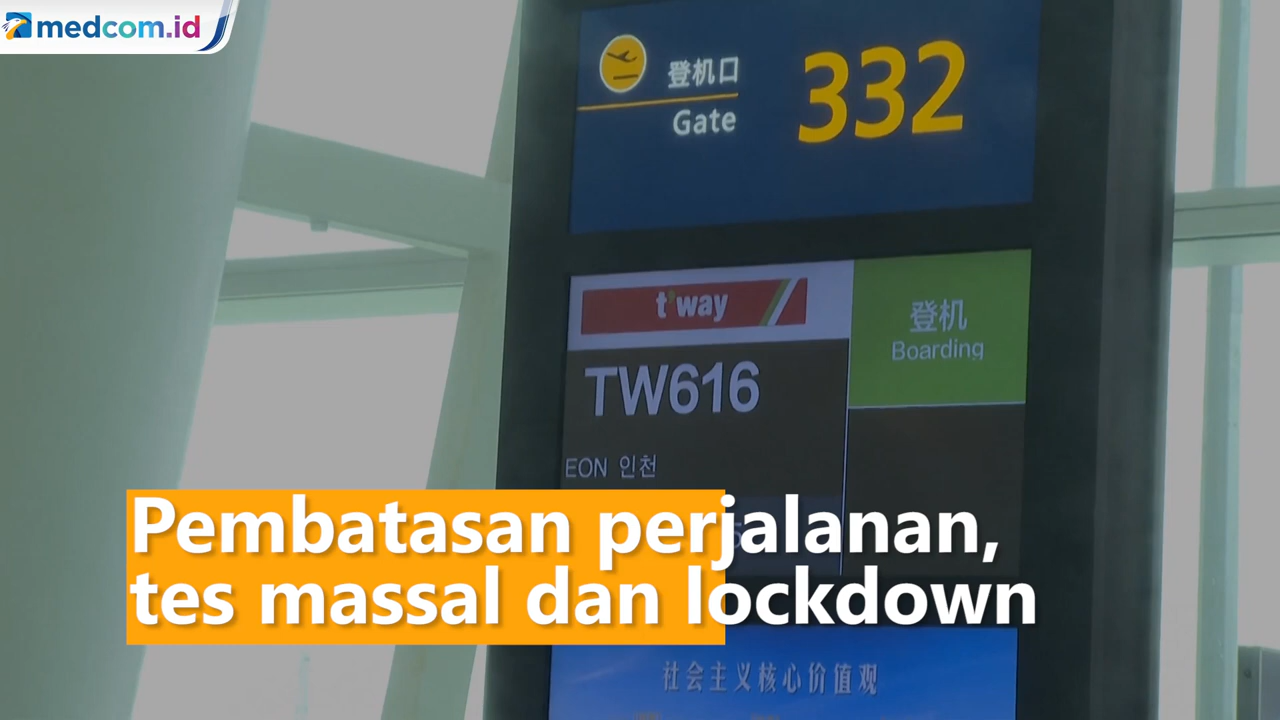 medcom.id
登机口
Gate
332
t'way
TW616
登机
Boarding
EON 인천
Pembatasan perjalanan,
tes massal dan lockdown
社会主义核心价值观